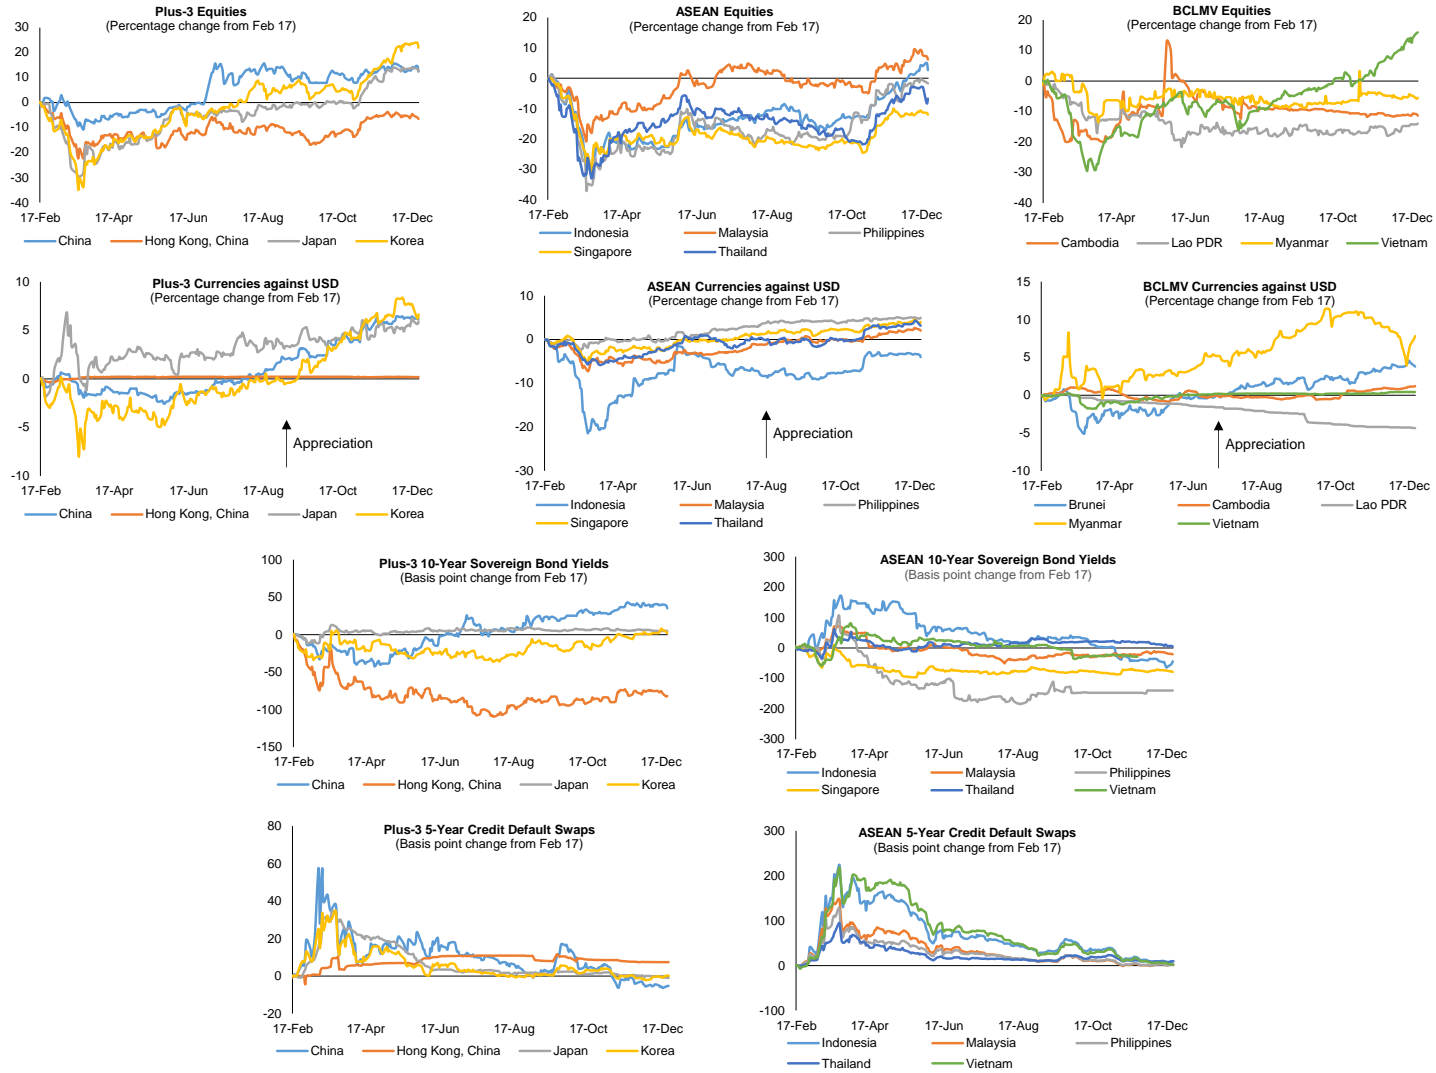 Plus-3 Equities
(Percentage change from Feb 17)
30
20
10
0
-10
-20
-30
-40
17-Feb 17-Apr 17-Jun 17-Aug 17-Oct 17-Dec
China Hong Kong, China Japan Korea
ASEAN Equities
(Percentage change from Feb 17)
20
10
0
-10
-20
-30
-40
17-Feb 17-Apr 17-Jun 17-Aug 17-Oct 17-Dec
Indonesia Malaysia Philippines
Singapore Thailand
BCLMV Equities
(Percentage change from Feb 17)
20
10
0
-10
-20
-30
-40
17-Feb 17-Apr 17-Jun 17-Aug 17-Oct 17-Dec
Cambodia Lao PDR Myanmar Vietnam
Plus-3 Currencies against USD
(Percentage change from Feb 17)
10
5
0
-5
-10
Appreciation
17-Feb 17-Apr 17-Jun 17-Aug 17-Oct 17-Dec
China Hong Kong, China Japan Korea
ASEAN Currencies against USD
(Percentage change from Feb 17)
10
0
-10
-20
-30
Appreciation
17-Feb 17-Apr 17-Jun 17-Aug 17-Oct 17-Dec
Indonesia Malaysia Philippines
Singapore Thailand
BCLMV Currencies against USD
(Percentage change from Feb 17)
15
10
5
0
-5
-10
Appreciation
17-Feb 17-Apr 17-Jun 17-Aug 17-Oct 17-Dec
Brunei Cambodia Lao PDR
Myanmar Vietnam
Plus-3 10-Year Sovereign Bond Yields
(Basis point change from Feb 17)
100
50
0
-50
-100
-150
17-Feb 17-Apr 17-Jun 17-Aug 17-Oct 17-Dec
China Hong Kong, China Japan Korea
ASEAN 10-Year Sovereign Bond Yields
(Basis point change from Feb 17)
300
200
100
0
-100
-200
-300
17-Feb 17-Apr 17-Jun 17-Aug 17-Oct 17-Dec
Indonesia Malaysia Philippines
Singapore Thailand Vietnam
Plus-3 5-Year Credit Default Swaps
(Basis point change from Feb 17)
80
60
40
20
0
-20
17-Feb 17-Apr 17-Jun 17-Aug 17-Oct 17-Dec
China Hong Kong, China Japan Korea
ASEAN 5-Year Credit Default Swaps
(Basis point change from Feb 17)
300
200
100
0
-100
17-Feb 17-Apr 17-Jun 17-Aug 17-Oct 17-Dec
Indonesia Malaysia Philippines
Thailand Vietnam